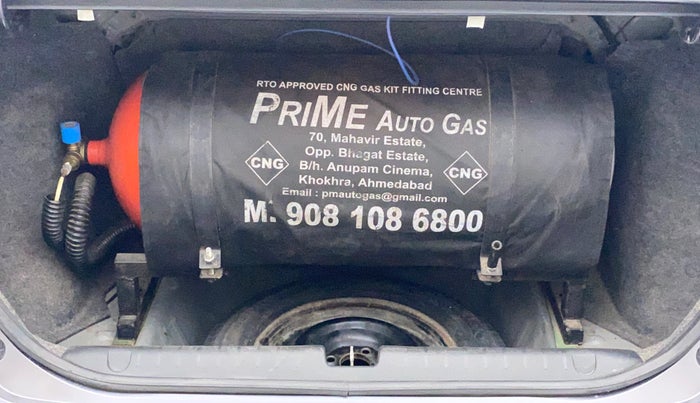 RTO APPROVED CNG GAS KIT FITTING CENTRE
PRIME AUTO GAS
70, Mahavir Estate,
Opp. Bhagat Estate,
CNG B/h. Anupam Cinema, CNG
Khokhra, Ahmedabad
Email : pmautogas@gmail.com
M. 908 108 6800